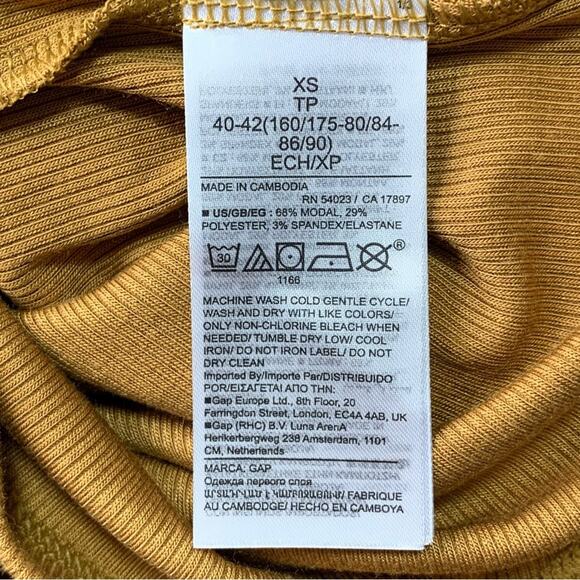 XS
TP
40-42(160/175-80/84-
86/90)
ECH/XP
MADE IN CAMBODIA
RN 54023 / CA 17897
■ US/GB/EG : 68% MODAL, 29%
POLYESTER, 3% SPANDEX/ELASTANE
30
®
1166
MACHINE WASH COLD GENTLE CYCLE/
WASH AND DRY WITH LIKE COLORS/
ONLY NON-CHLORINE BLEACH WHEN
NEEDED/ TUMBLE DRY LOW/ COOL
IRON/ DO NOT IRON LABEL/ DO NOT
DRY CLEAN
Imported By/Importe Par/DISTRIBUIDO
POR/ΕΙΣΑΓΕΤΑΙ ΑΠΟ ΤΗΝ:
■Gap Europe Ltd., 8th Floor, 20
Farringdon Street, London, EC4A 4AB, UK
■Gap (RHC) B.V. Luna ArenA
Herikerbergweg 238 Amsterdam, 1101
CM, Netherlands
MARCA: GAP
Одежда первого слоя
FABRIQUE
AU CAMBODGE/ HECHO EN CAMBOYA